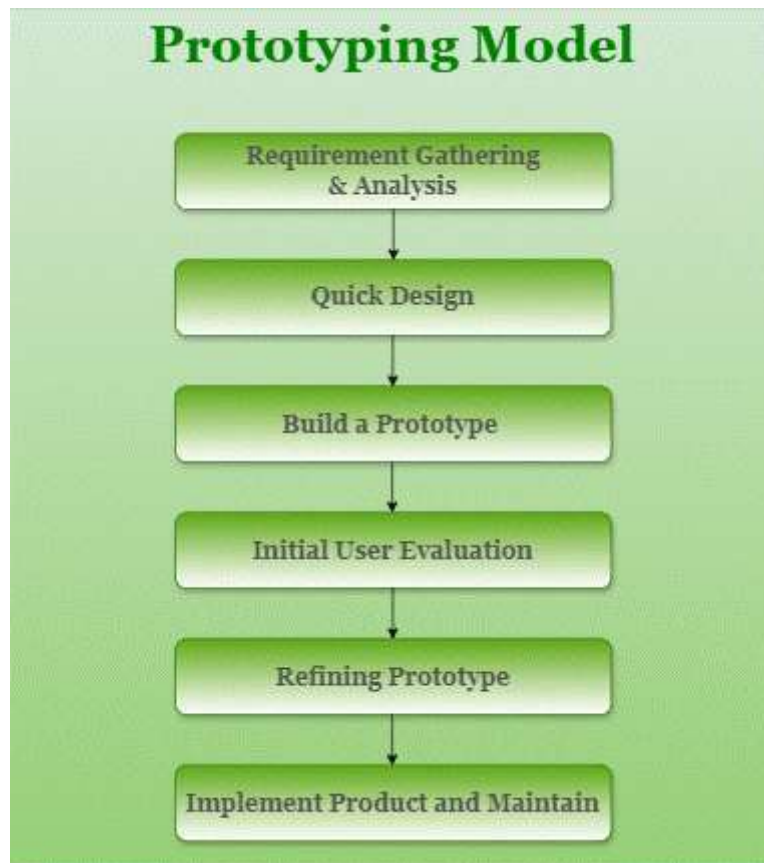 Prototyping Model
Requirement Gathering
& Analysis
Quick Design
Build a Prototype
Initial User Evaluation
Refining Prototype
Implement Product and Maintain